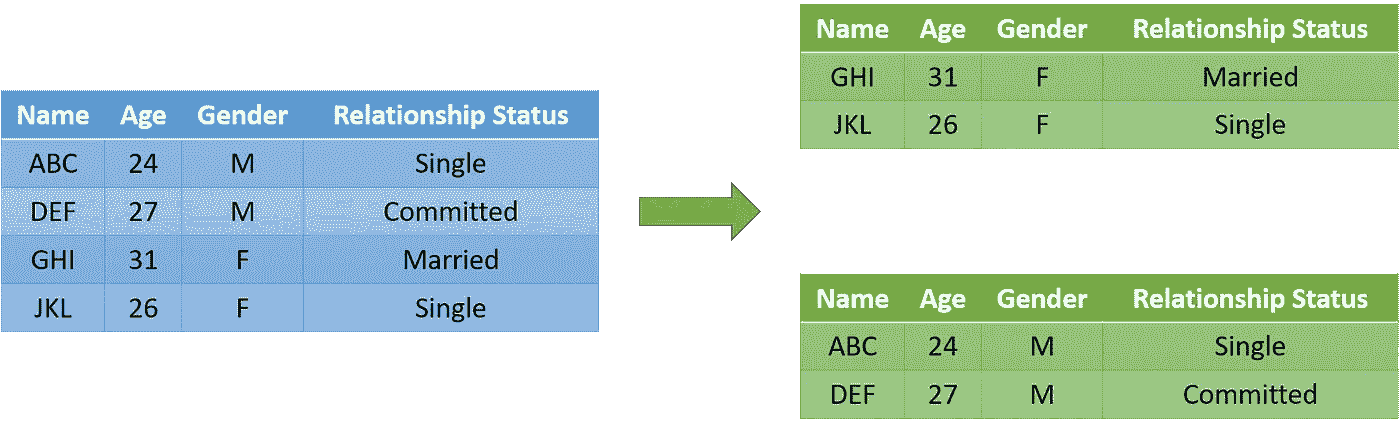 Name Age Gender Relationship Status
ABC 24 M Single
DEF 27 M Committed
GHI 31 F Married
JKL 26 F Single
Name Age Gender Relationship Status
GHI 31 F Married
JKL 26 F Single
Name Age Gender Relationship Status
ABC 24 M Single
DEF 27 M Committed